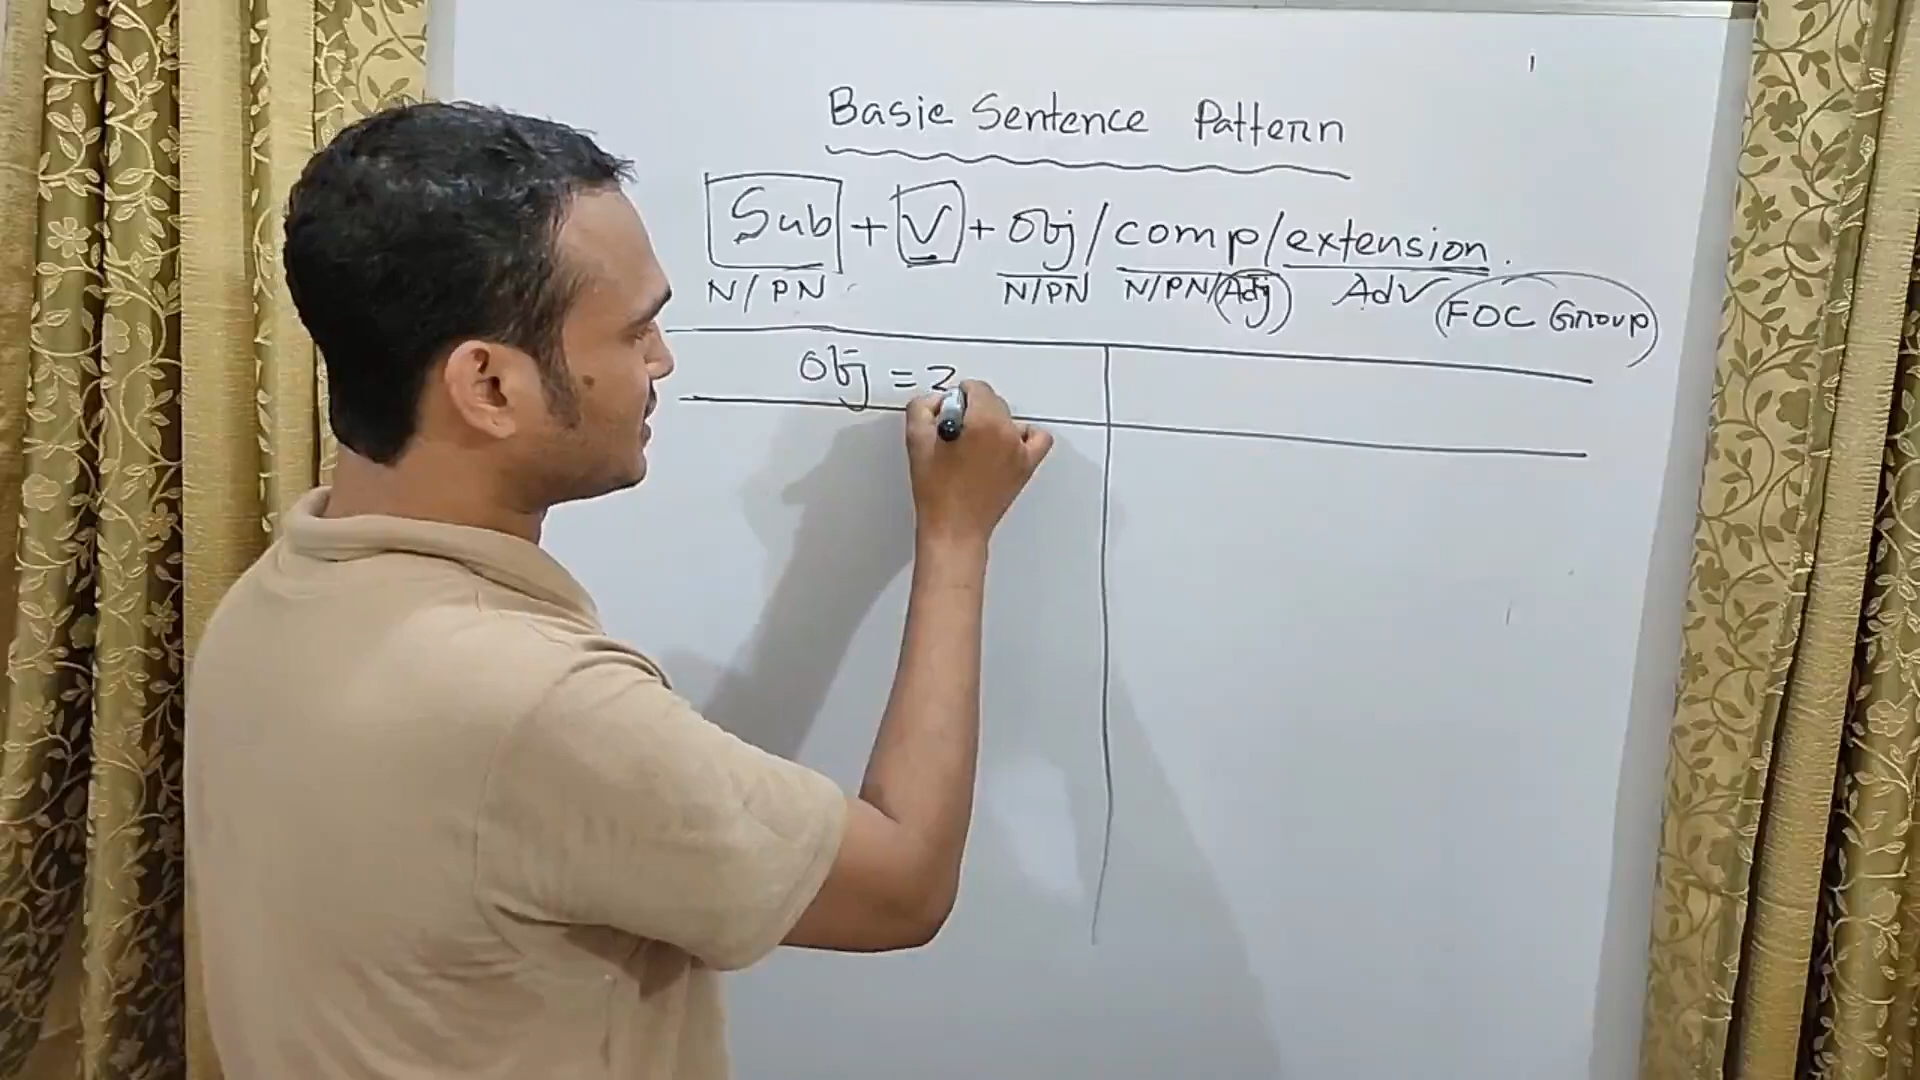 Basic Sentence Pattern
Sub + V + Obj / comp / extension.
N / PN N/PN N/PN/Adj Adv (FOC Group)
Obj = 2